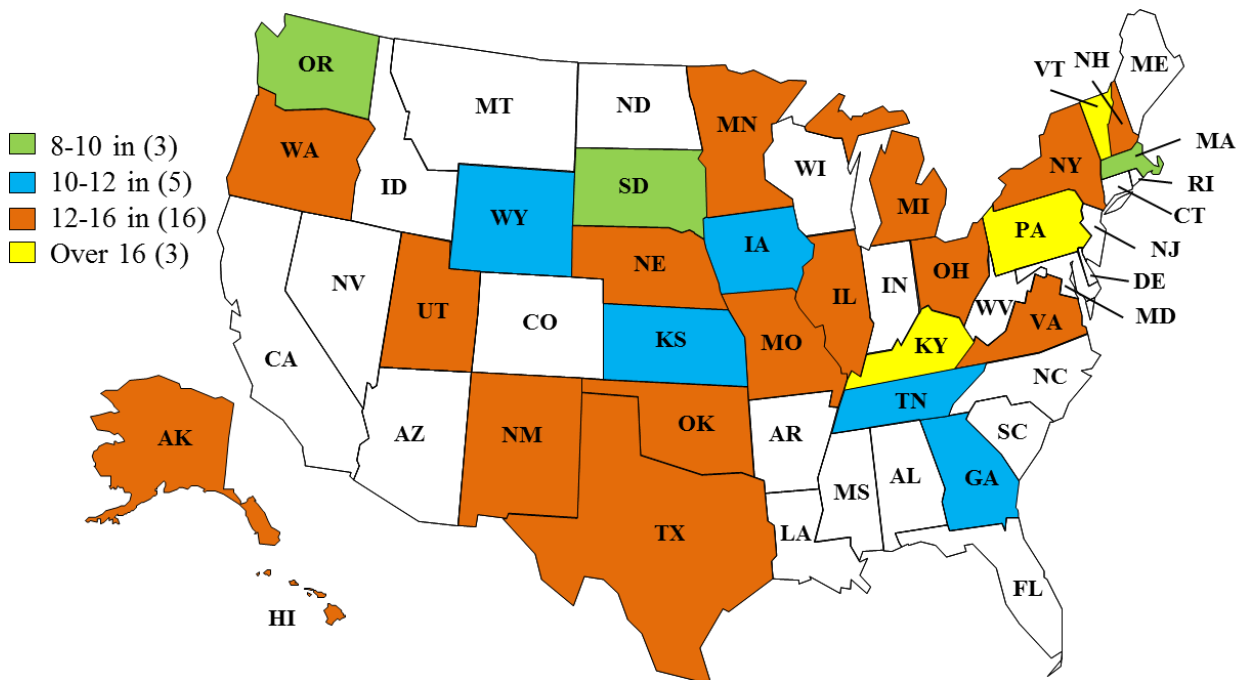 8-10 in (3)
10-12 in (5)
12-16 in (16)
Over 16 (3)
OR
WA
MT
ID
ND
SD
WY
MN
WI
MI
NH
VT
ME
MA
NY
RI
CT
NJ
PA
DE
MD
NV
UT
CO
NE
IA
IL
IN
OH
WV
VA
CA
KS
MO
KY
NC
TN
AZ
NM
OK
AR
SC
GA
AL
MS
AK
TX
LA
FL
HI